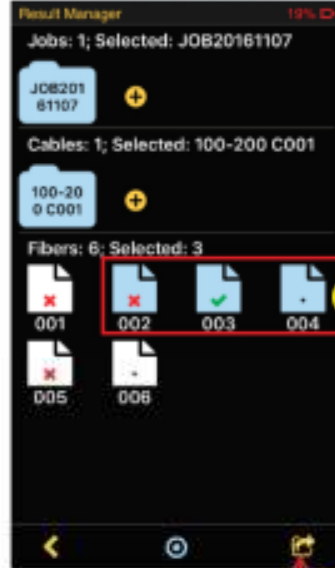 Result Manager 19%
Jobs: 1; Selected: JOB20161107
JOB201
61107
Cables: 1; Selected: 100-200 C001
100-20
0 C001
Fibers: 6; Selected: 3
001 002 003 004
005 006